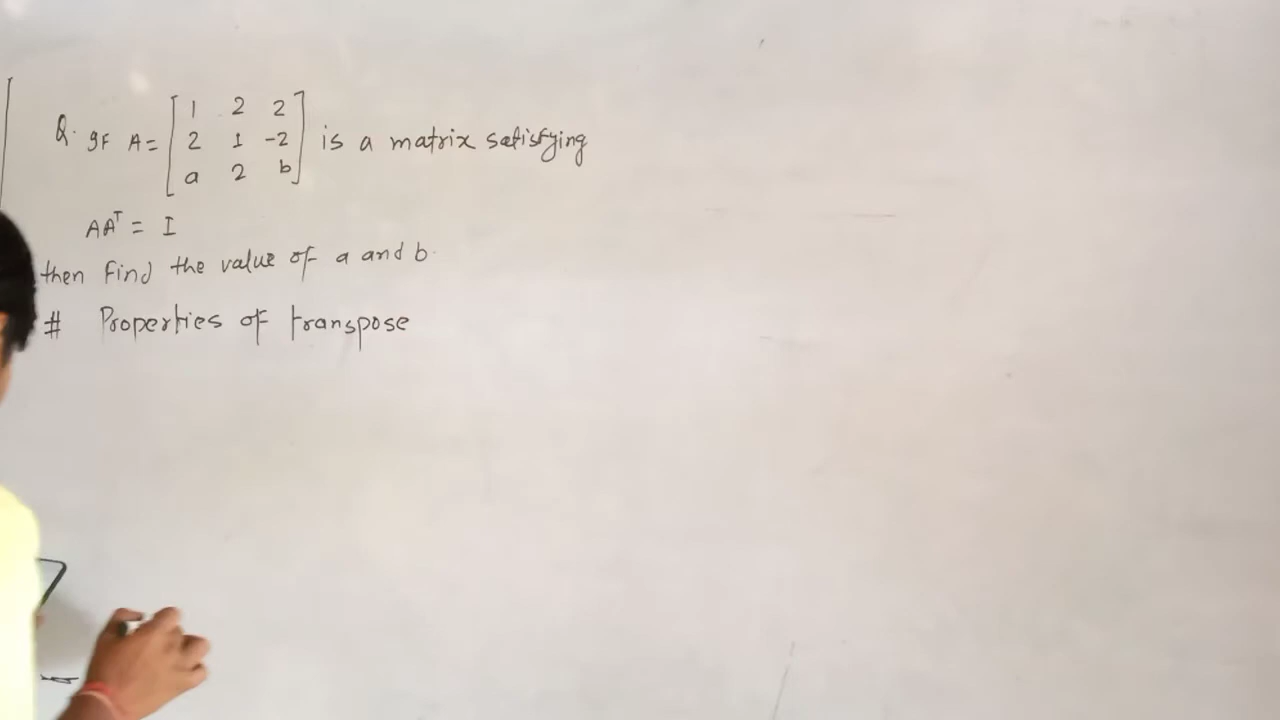 Q. If A = [ 1 2 2
2 1 -2
a 2 b ] is a matrix satisfying
AAᵀ = I
then find the value of a and b.
# Properties of transpose